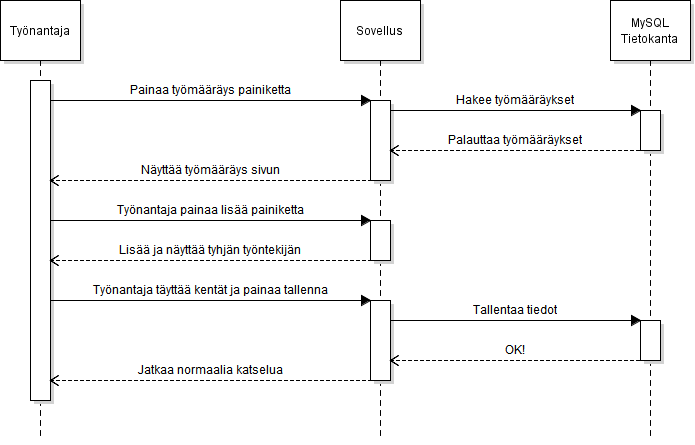 Työnantaja
Sovellus
MySQL
Tietokanta
Painaa työmääräys painiketta
Hakee työmääräykset
Palauttaa työmääräykset
Näyttää työmääräys sivun
Työnantaja painaa lisää painiketta
Lisää ja näyttää tyhjän työntekijän
Työnantaja täyttää kentät ja painaa tallenna
Tallentaa tiedot
OK!
Jatkaa normaalia katselua